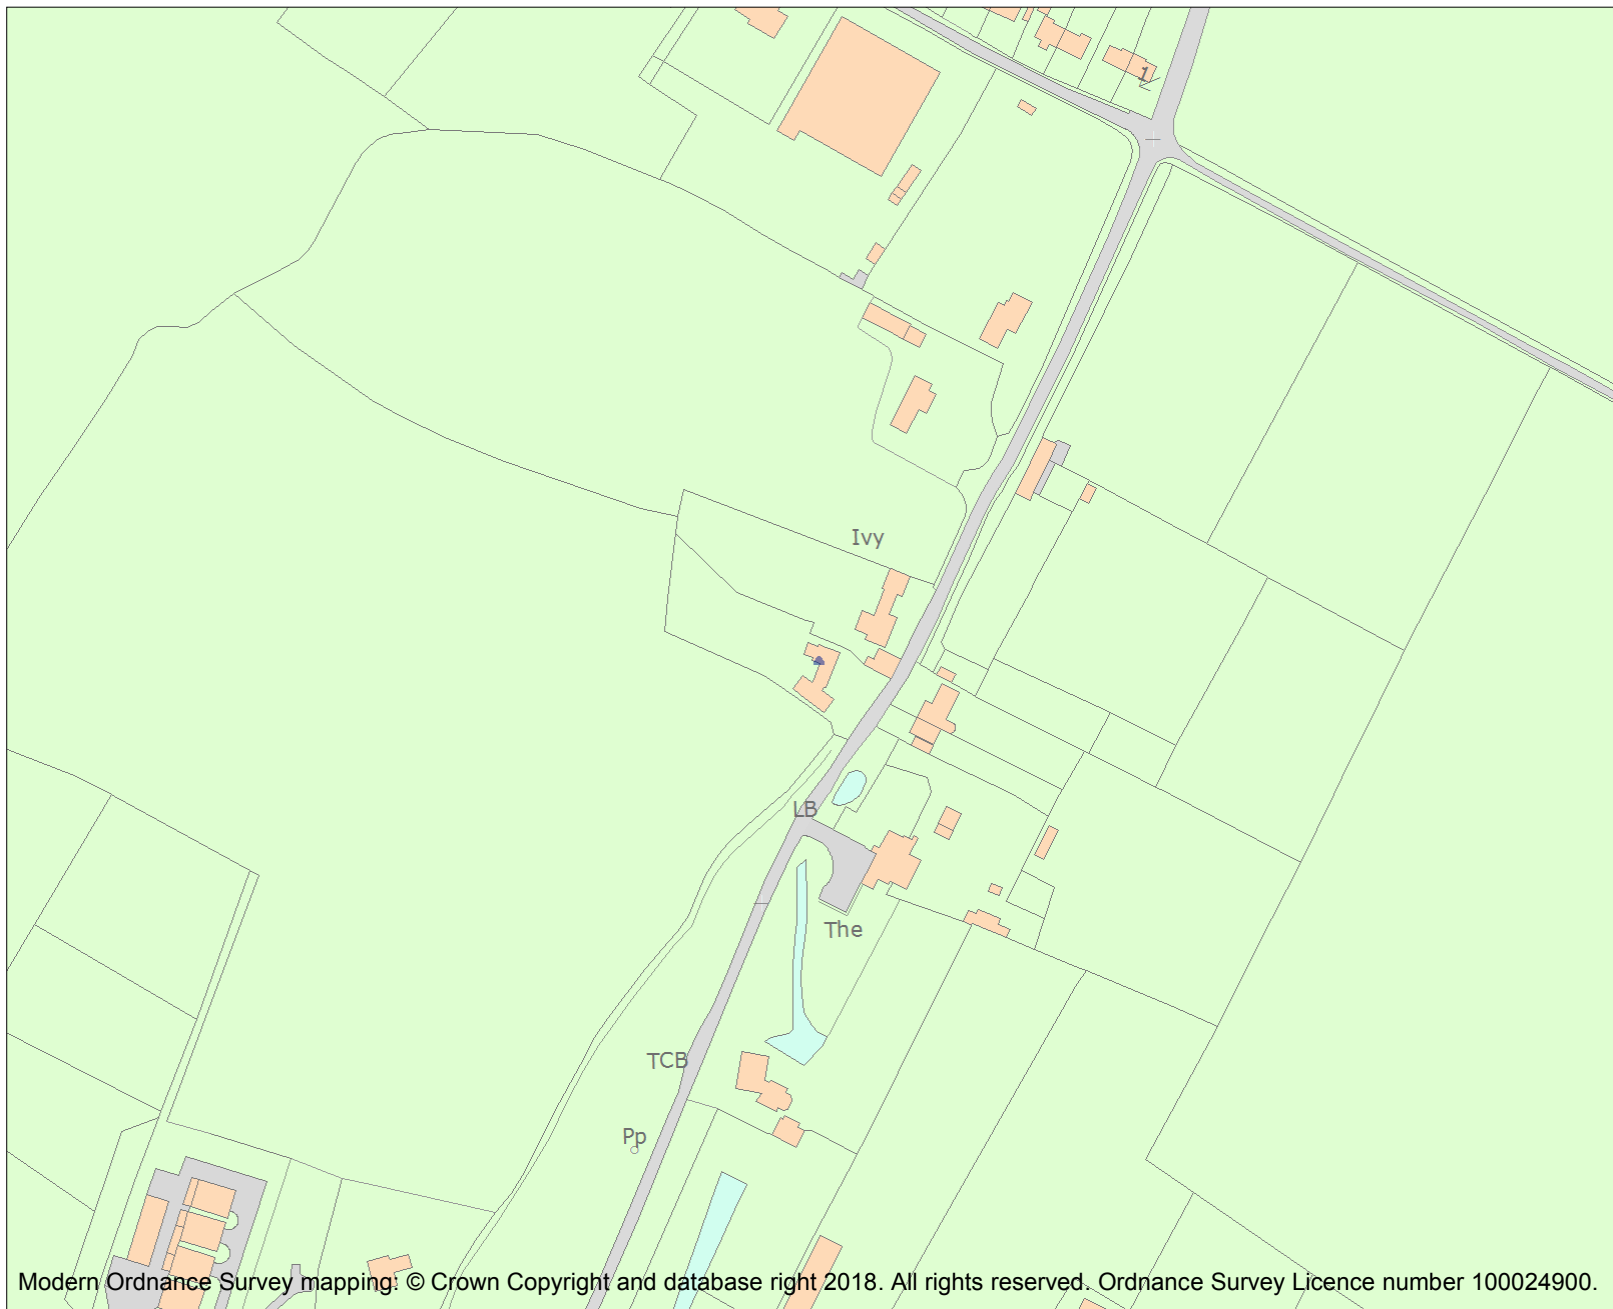 1
Ivy
LB
The
TCB
Pp
Modern Ordnance Survey mapping: © Crown Copyright and database right 2018. All rights reserved. Ordnance Survey Licence number 100024900.